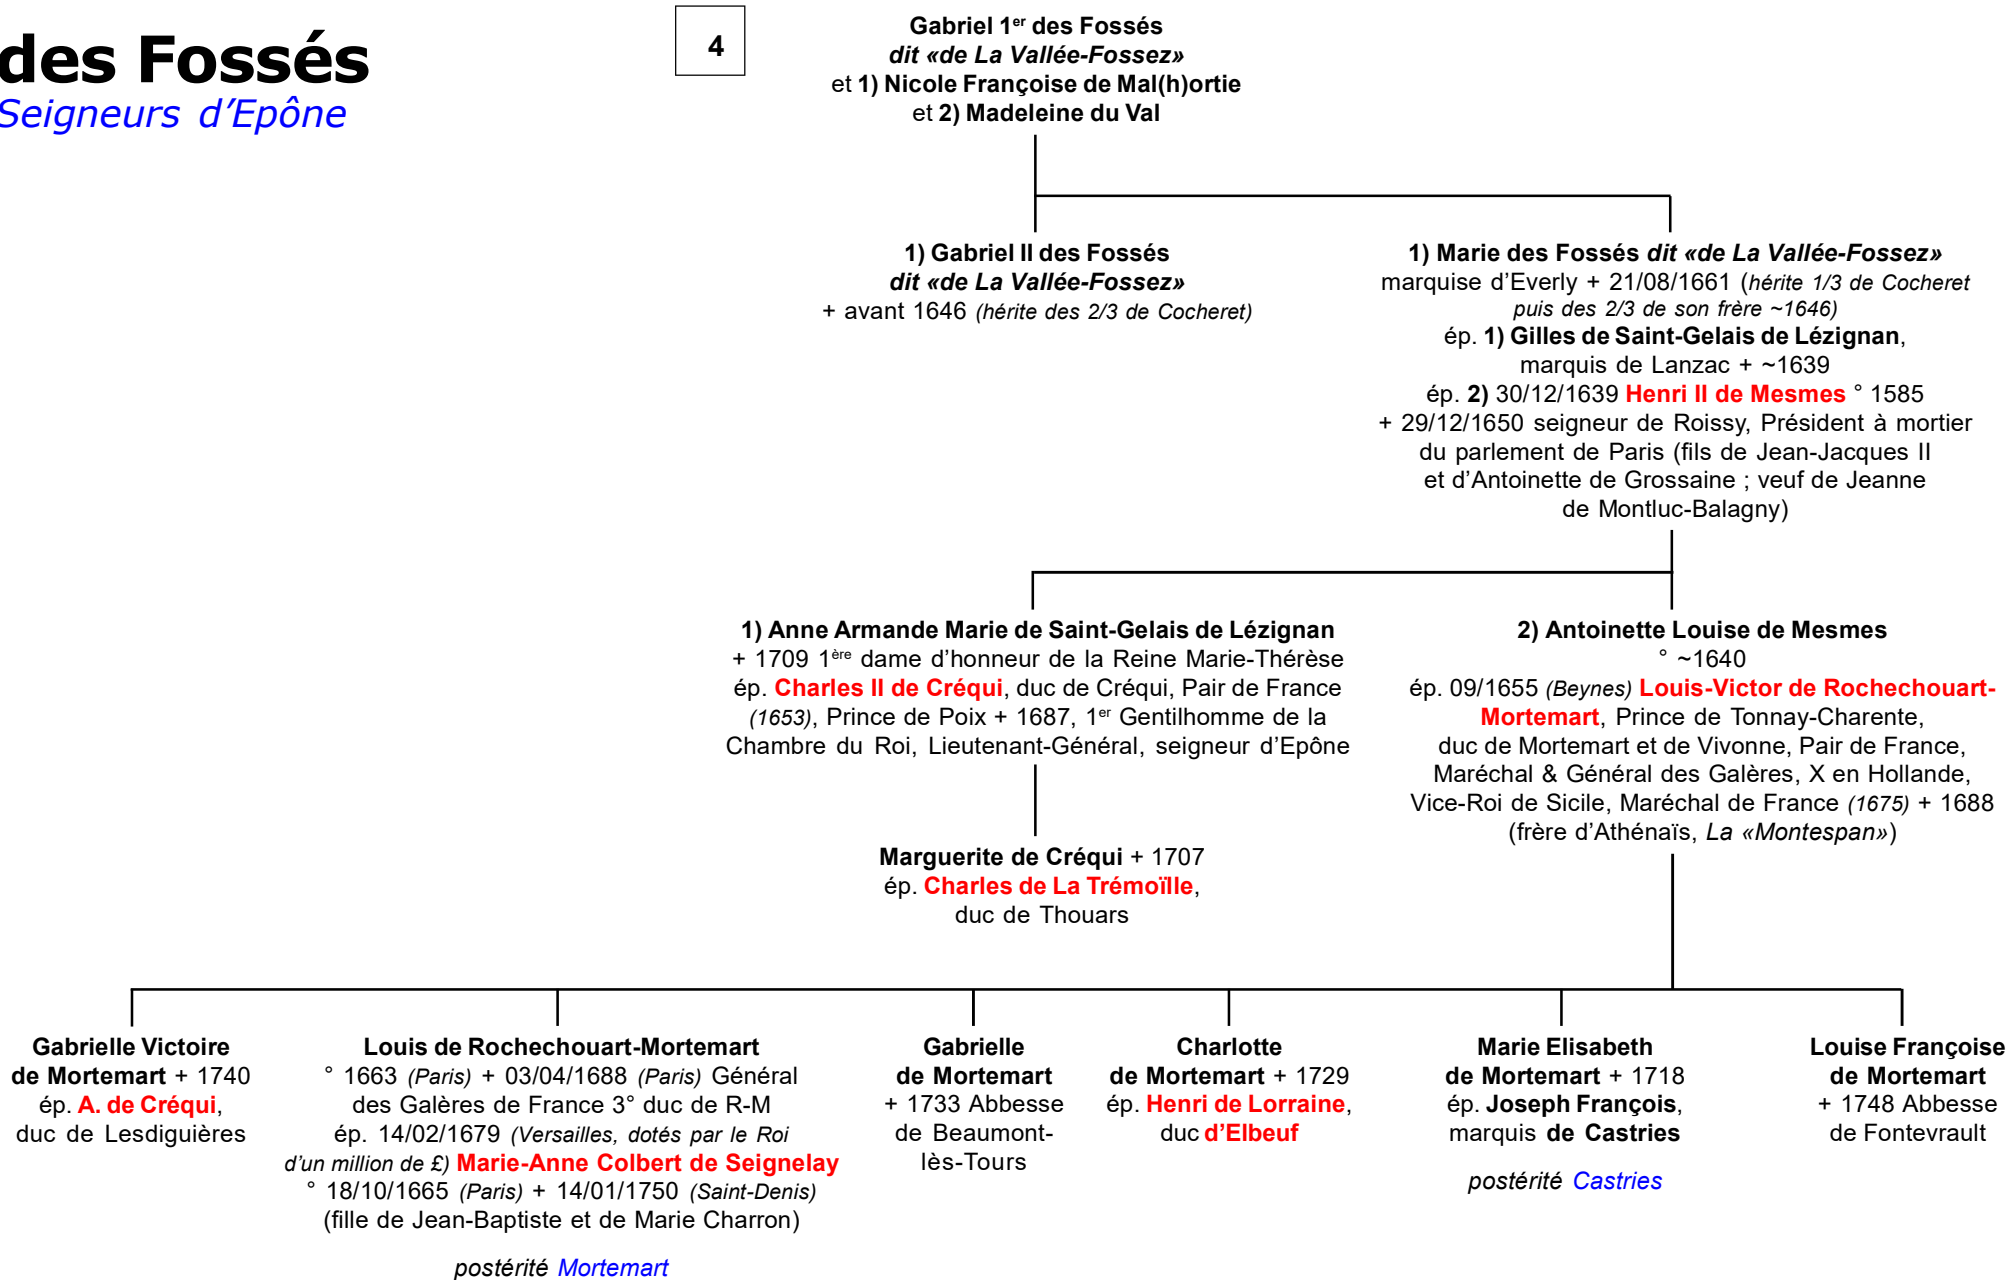 des Fossés
Seigneurs d’Epône
4
Gabriel 1er des Fossés
dit «de La Vallée-Fossez»
et 1) Nicole Françoise de Mal(h)ortie
et 2) Madeleine du Val
1) Gabriel II des Fossés
dit «de La Vallée-Fossez»
+ avant 1646 (hérite des 2/3 de Cocheret)
1) Marie des Fossés dit «de La Vallée-Fossez»
marquise d’Everly + 21/08/1661 (hérite 1/3 de Cocheret
puis des 2/3 de son frère ~1646)
ép. 1) Gilles de Saint-Gelais de Lézignan,
marquis de Lanzac + ~1639
ép. 2) 30/12/1639 Henri II de Mesmes ° 1585
+ 29/12/1650 seigneur de Roissy, Président à mortier
du parlement de Paris (fils de Jean-Jacques II
et d’Antoinette de Grossaine ; veuf de Jeanne
de Montluc-Balagny)
1) Anne Armande Marie de Saint-Gelais de Lézignan
+ 1709 1ère dame d’honneur de la Reine Marie-Thérèse
ép. Charles II de Créqui, duc de Créqui, Pair de France
(1653), Prince de Poix + 1687, 1er Gentilhomme de la
Chambre du Roi, Lieutenant-Général, seigneur d’Epône
2) Antoinette Louise de Mesmes
° ~1640
ép. 09/1655 (Beynes) Louis-Victor de Rochechouart-
Mortemart, Prince de Tonnay-Charente,
duc de Mortemart et de Vivonne, Pair de France,
Maréchal & Général des Galères, X en Hollande,
Vice-Roi de Sicile, Maréchal de France (1675) + 1688
(frère d’Athénaïs, La «Montespan»)
Marguerite de Créqui + 1707
ép. Charles de La Trémoïlle,
duc de Thouars
Gabrielle Victoire
de Mortemart + 1740
ép. A. de Créqui,
duc de Lesdiguières
Louis de Rochechouart-Mortemart
° 1663 (Paris) + 03/04/1688 (Paris) Général
des Galères de France 3° duc de R-M
ép. 14/02/1679 (Versailles, dotés par le Roi
d’un million de £) Marie-Anne Colbert de Seignelay
° 18/10/1665 (Paris) + 14/01/1750 (Saint-Denis)
(fille de Jean-Baptiste et de Marie Charron)
postérité Mortemart
Gabrielle
de Mortemart
+ 1733 Abbesse
de Beaumont-
lès-Tours
Charlotte
de Mortemart + 1729
ép. Henri de Lorraine,
duc d’Elbeuf
Marie Elisabeth
de Mortemart + 1718
ép. Joseph François,
marquis de Castries
postérité Castries
Louise Françoise
de Mortemart
+ 1748 Abbesse
de Fontevrault